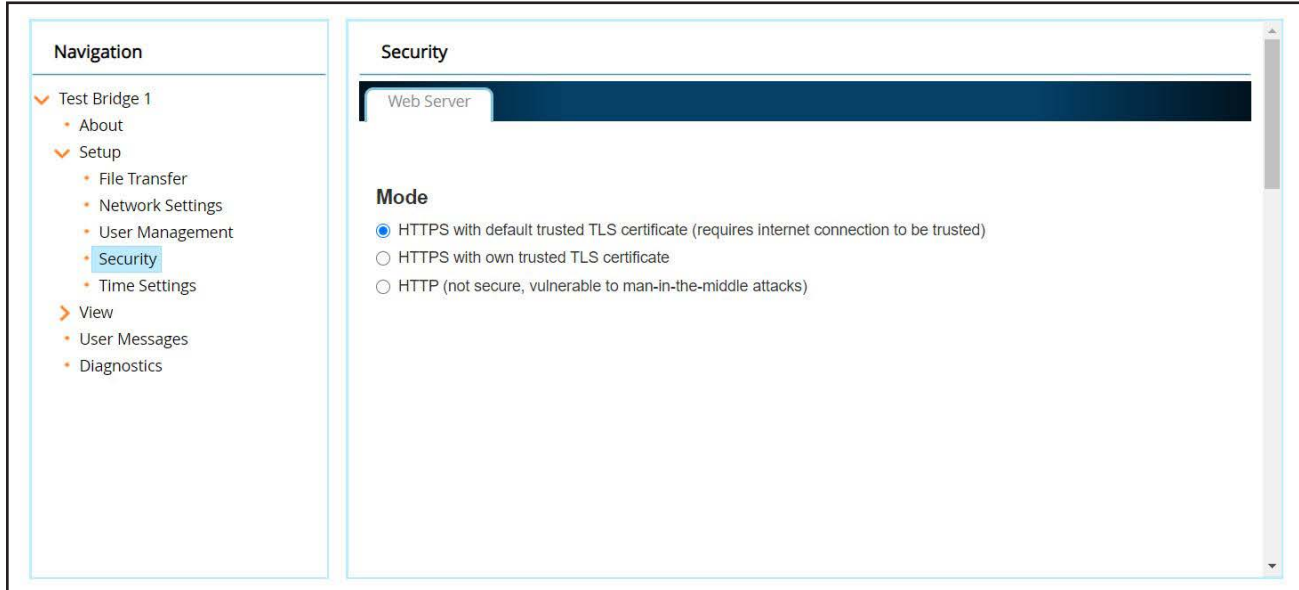 Navigation
Test Bridge 1
About
Setup
File Transfer
Network Settings
User Management
Security
Time Settings
View
User Messages
Diagnostics
Security
Web Server
Mode
HTTPS with default trusted TLS certificate (requires internet connection to be trusted)
HTTPS with own trusted TLS certificate
HTTP (not secure, vulnerable to man-in-the-middle attacks)